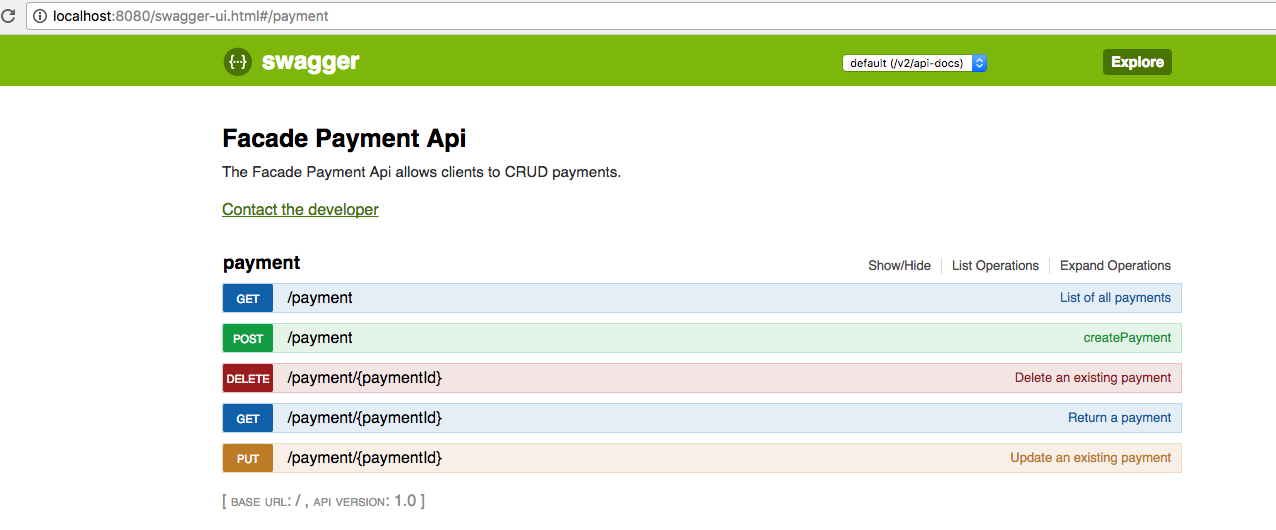 localhost:8080/swagger-ui.html#/payment
{··} swagger default (/v2/api-docs) Explore
Facade Payment Api
The Facade Payment Api allows clients to CRUD payments.
Contact the developer
payment Show/Hide List Operations Expand Operations
GET /payment List of all payments
POST /payment createPayment
DELETE /payment/{paymentId} Delete an existing payment
GET /payment/{paymentId} Return a payment
PUT /payment/{paymentId} Update an existing payment
[ BASE URL: / , API VERSION: 1.0 ]